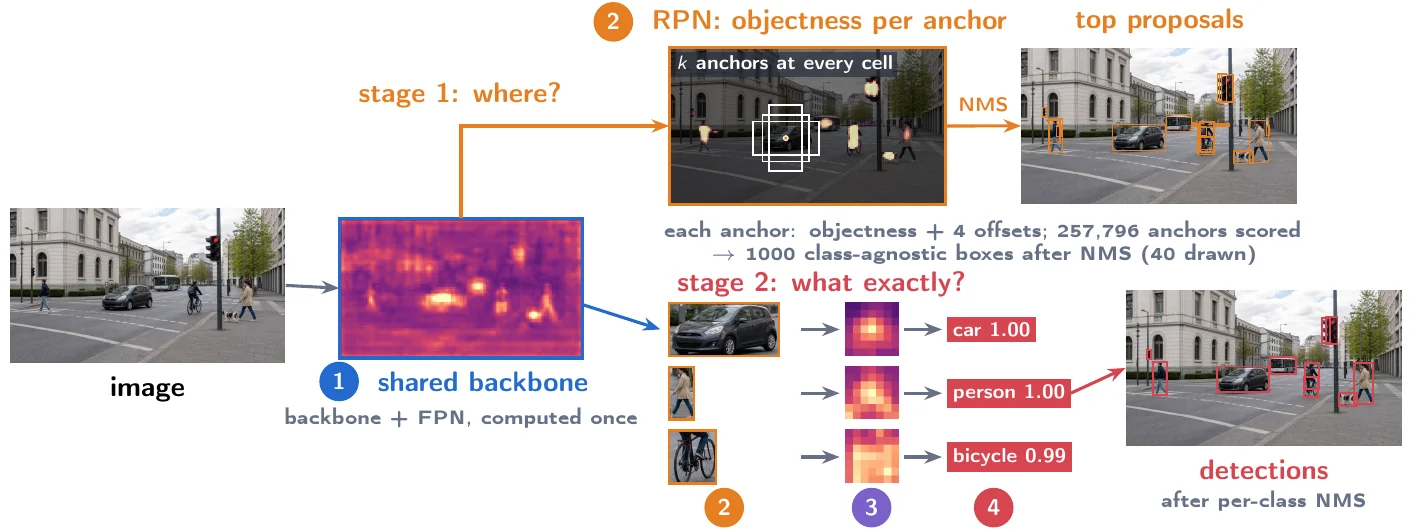 2 RPN: objectness per anchor
top proposals
k anchors at every cell
stage 1: where?
NMS
each anchor: objectness + 4 offsets; 257,796 anchors scored
→ 1000 class-agnostic boxes after NMS (40 drawn)
image
1 shared backbone
backbone + FPN, computed once
stage 2: what exactly?
car 1.00
person 1.00
bicycle 0.99
2
3
4
detections
after per-class NMS